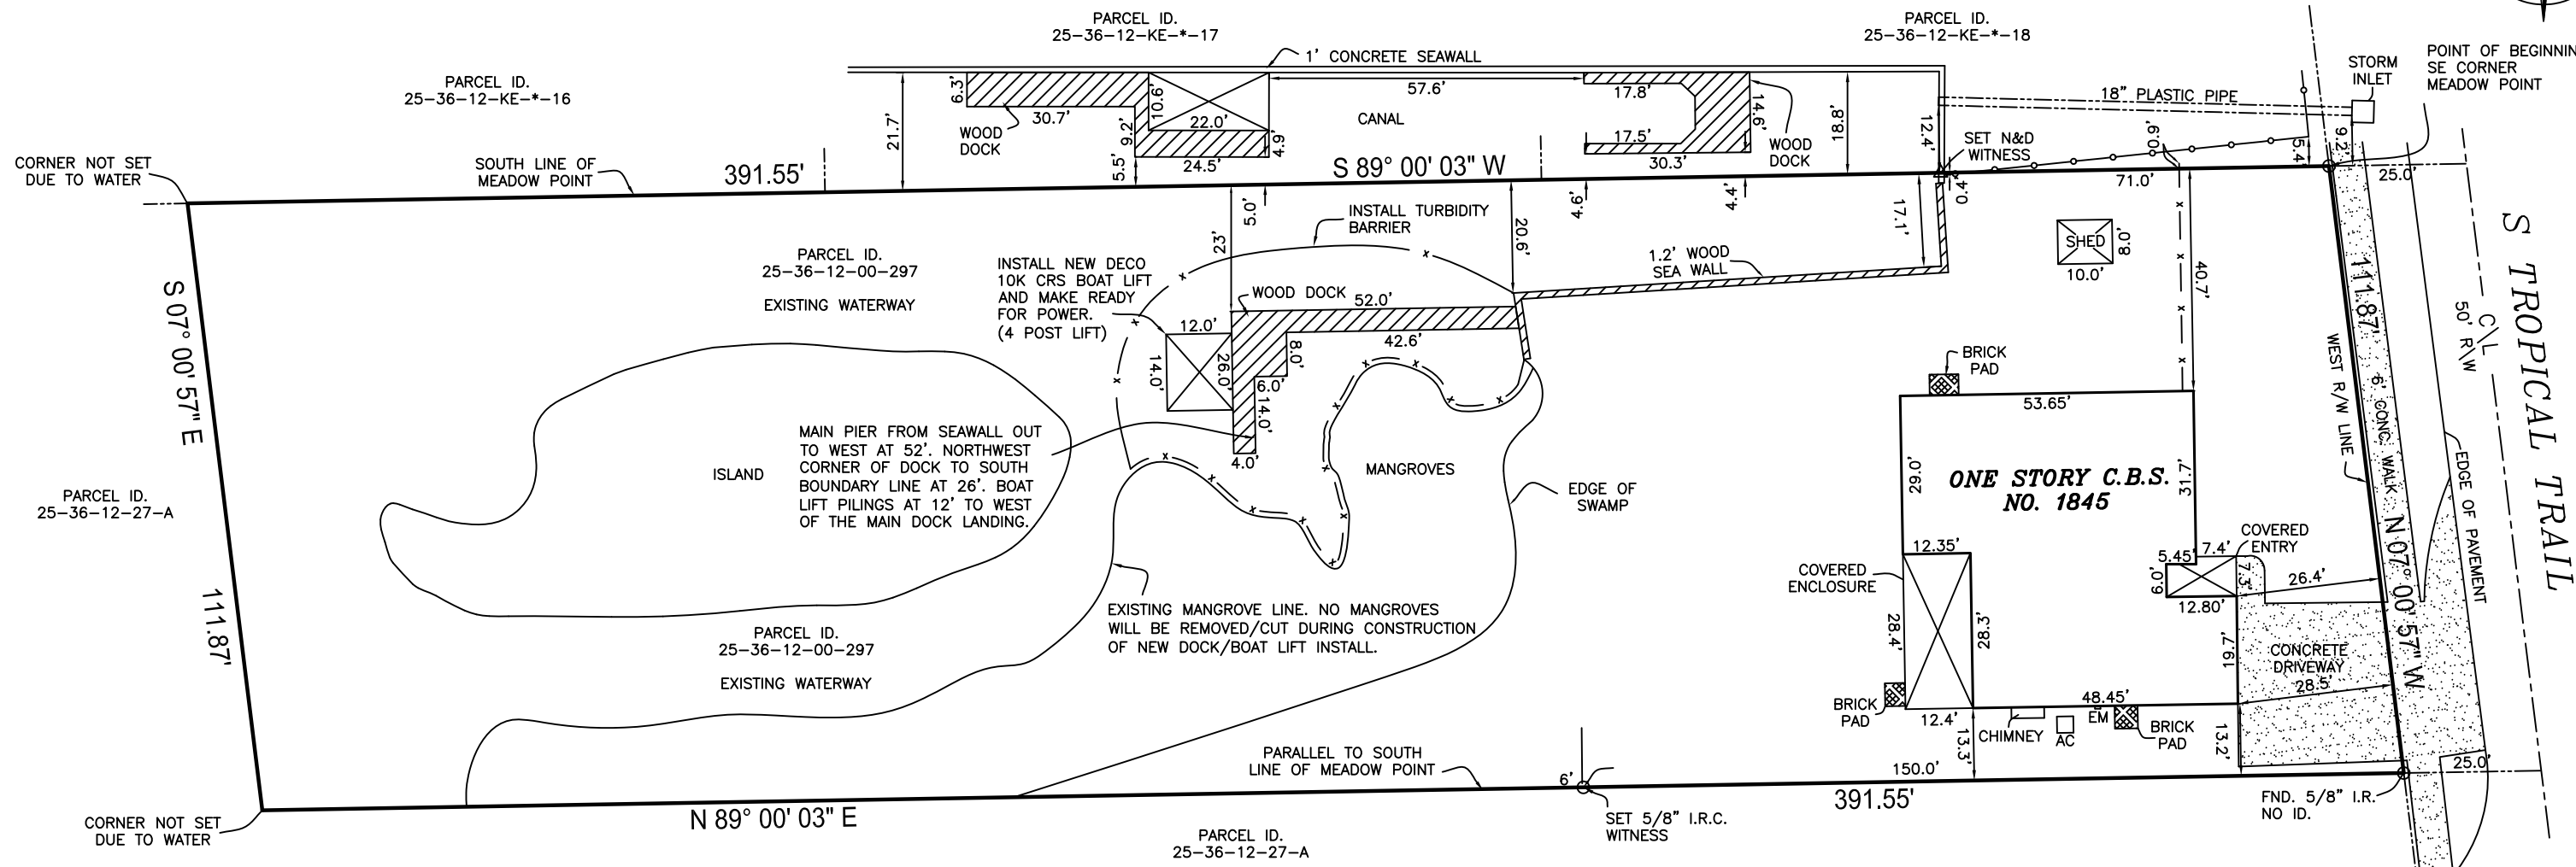 PARCEL ID.
25-36-12-KE-*-17
PARCEL ID.
25-36-12-KE-*-18
1' CONCRETE SEAWALL
STORM
INLET
SE CORNER
MEADOW POINT
PARCEL ID.
25-36-12-KE-*-16
18" PLASTIC PIPE
21.7'
6.3'
30.7'
WOOD
DOCK
10.6'
22.0'
9.2'
4.9'
5.5'
24.5'
57.6'
CANAL
17.8'
14.6'
17.5'
30.3'
WOOD
DOCK
18.8'
12.4'
SET N&D
WITNESS
0.9'
5.4'
9.2'
25.0'
CORNER NOT SET
DUE TO WATER
SOUTH LINE OF
MEADOW POINT
391.55'
S 89° 00' 03" W
71.0'
0.4'
5.0'
23'
INSTALL TURBIDITY
BARRIER
20.6'
4.6'
4.4'
17.1'
1.2' WOOD
SEA WALL
SHED
8.0'
10.0'
40.7'
PARCEL ID.
25-36-12-00-297
EXISTING WATERWAY
INSTALL NEW DECO
10K CRS BOAT LIFT
AND MAKE READY
FOR POWER.
(4 POST LIFT)
WOOD DOCK
52.0'
12.0'
14.0'
26.0'
42.6'
8.0'
6.0'
14.0'
4.0'
S 07° 00' 57" E
111.87'
MAIN PIER FROM SEAWALL OUT
TO WEST AT 52'. NORTHWEST
CORNER OF DOCK TO SOUTH
BOUNDARY LINE AT 26'. BOAT
LIFT PILINGS AT 12' TO WEST
OF THE MAIN DOCK LANDING.
ISLAND
MANGROVES
EDGE OF
SWAMP
PARCEL ID.
25-36-12-27-A
BRICK
PAD
53.65'
29.0'
31.7'
ONE STORY C.B.S.
NO. 1845
12.35'
COVERED
ENCLOSURE
28.4'
28.3'
COVERED
ENTRY
5.45'
7.4'
7.3'
6.0'
12.80'
26.4'
19.7'
CONCRETE
DRIVEWAY
28.5'
48.45'
12.4'
13.3'
BRICK
PAD
CHIMNEY
AC
EM
BRICK
PAD
13.2'
111.87'
N 07° 00' 57" W
WEST R/W LINE
6' CONC. WALK
EDGE OF PAVEMENT
C\L
50' R\W
S TROPICAL TRAIL
EXISTING MANGROVE LINE. NO MANGROVES
WILL BE REMOVED/CUT DURING CONSTRUCTION
OF NEW DOCK/BOAT LIFT INSTALL.
PARCEL ID.
25-36-12-00-297
EXISTING WATERWAY
PARALLEL TO SOUTH
LINE OF MEADOW POINT
6'
150.0'
25.0'
391.55'
N 89° 00' 03" E
CORNER NOT SET
DUE TO WATER
SET 5/8" I.R.C.
WITNESS
FND. 5/8" I.R.
NO ID.
PARCEL ID.
25-36-12-27-A
POINT OF